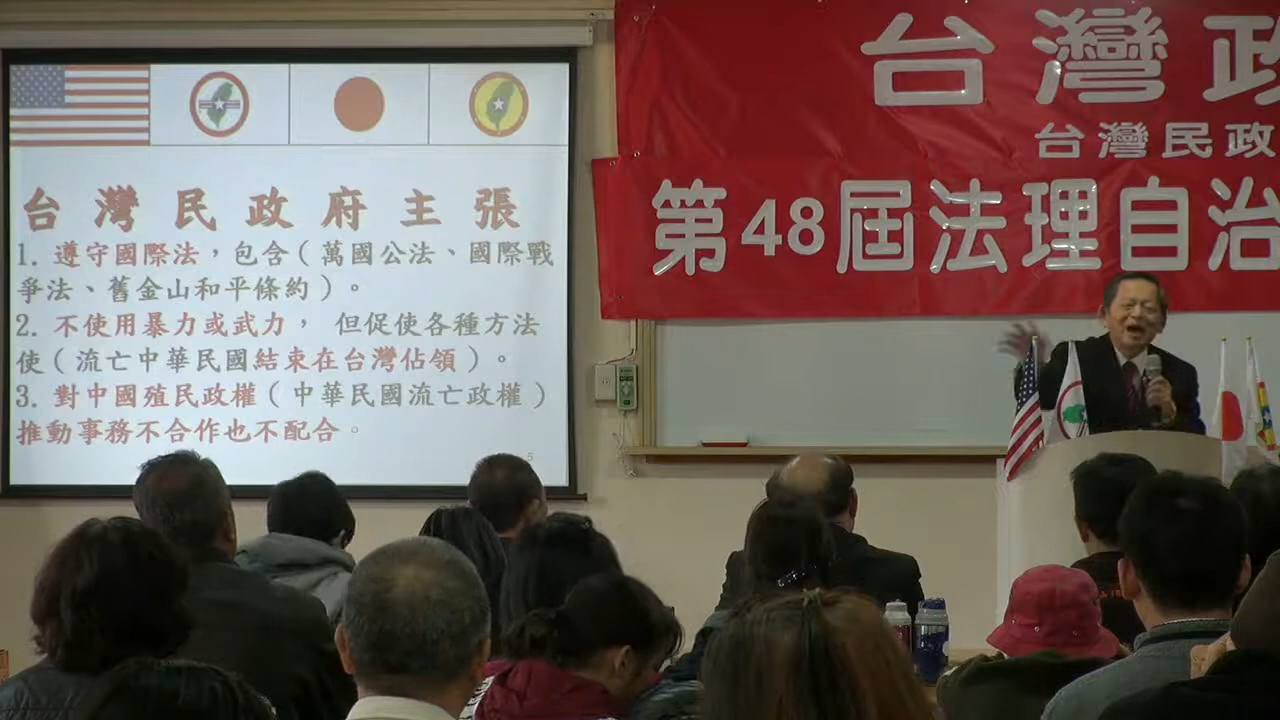 台灣民政府主張
1. 遵守國際法，包含（萬國公法、國際戰
爭法、舊金山和平條約）。
2. 不使用暴力或武力， 但促使各種方法
使（流亡中華民國結束在台灣佔領）。
3. 對中國殖民政權（中華民國流亡政權）
推動事務不合作也不配合。
5
台灣政
台灣民政
第48屆法理自治